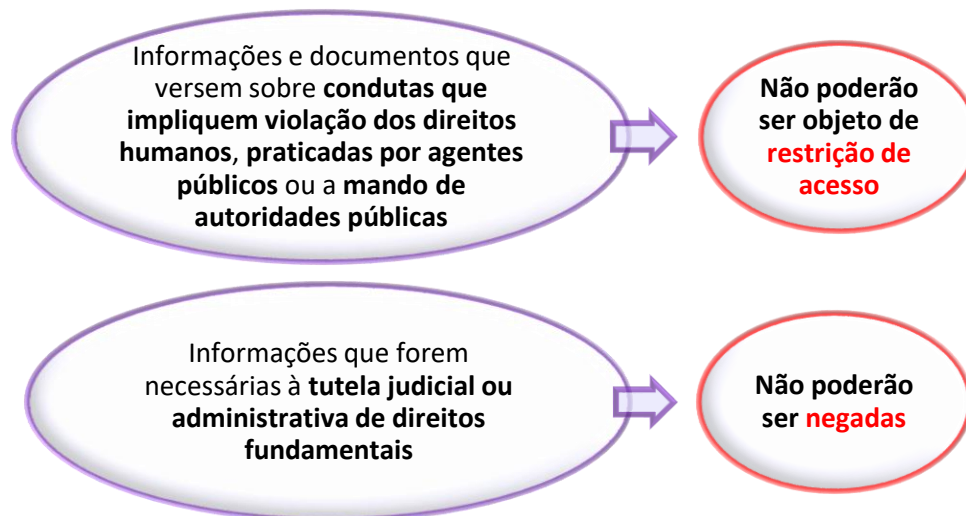 Informações e documentos que
versem sobre condutas que
impliquem violação dos direitos
humanos, praticadas por agentes
públicos ou a mando de
autoridades públicas
Não poderão
ser objeto de
restrição de
acesso
Informações que forem
necessárias à tutela judicial ou
administrativa de direitos
fundamentais
Não poderão
ser negadas